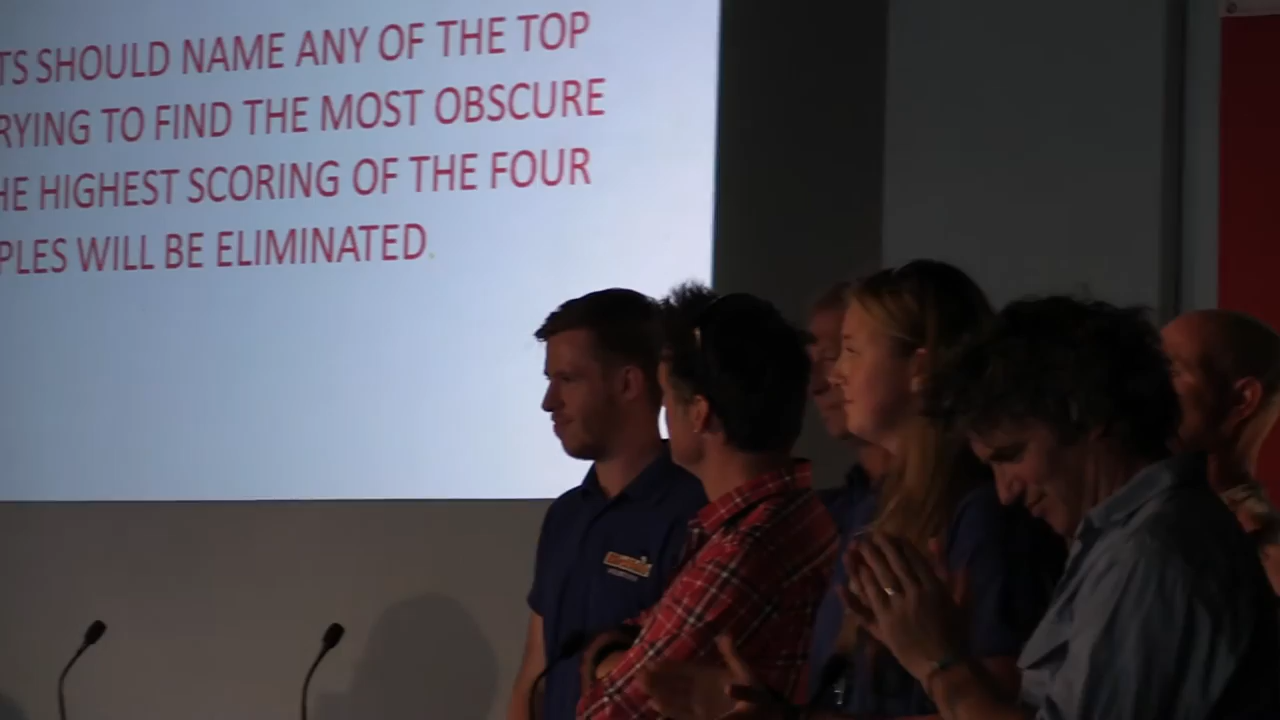 TS SHOULD NAME ANY OF THE TOP
RYING TO FIND THE MOST OBSCURE
HE HIGHEST SCORING OF THE FOUR
PLES WILL BE ELIMINATED.